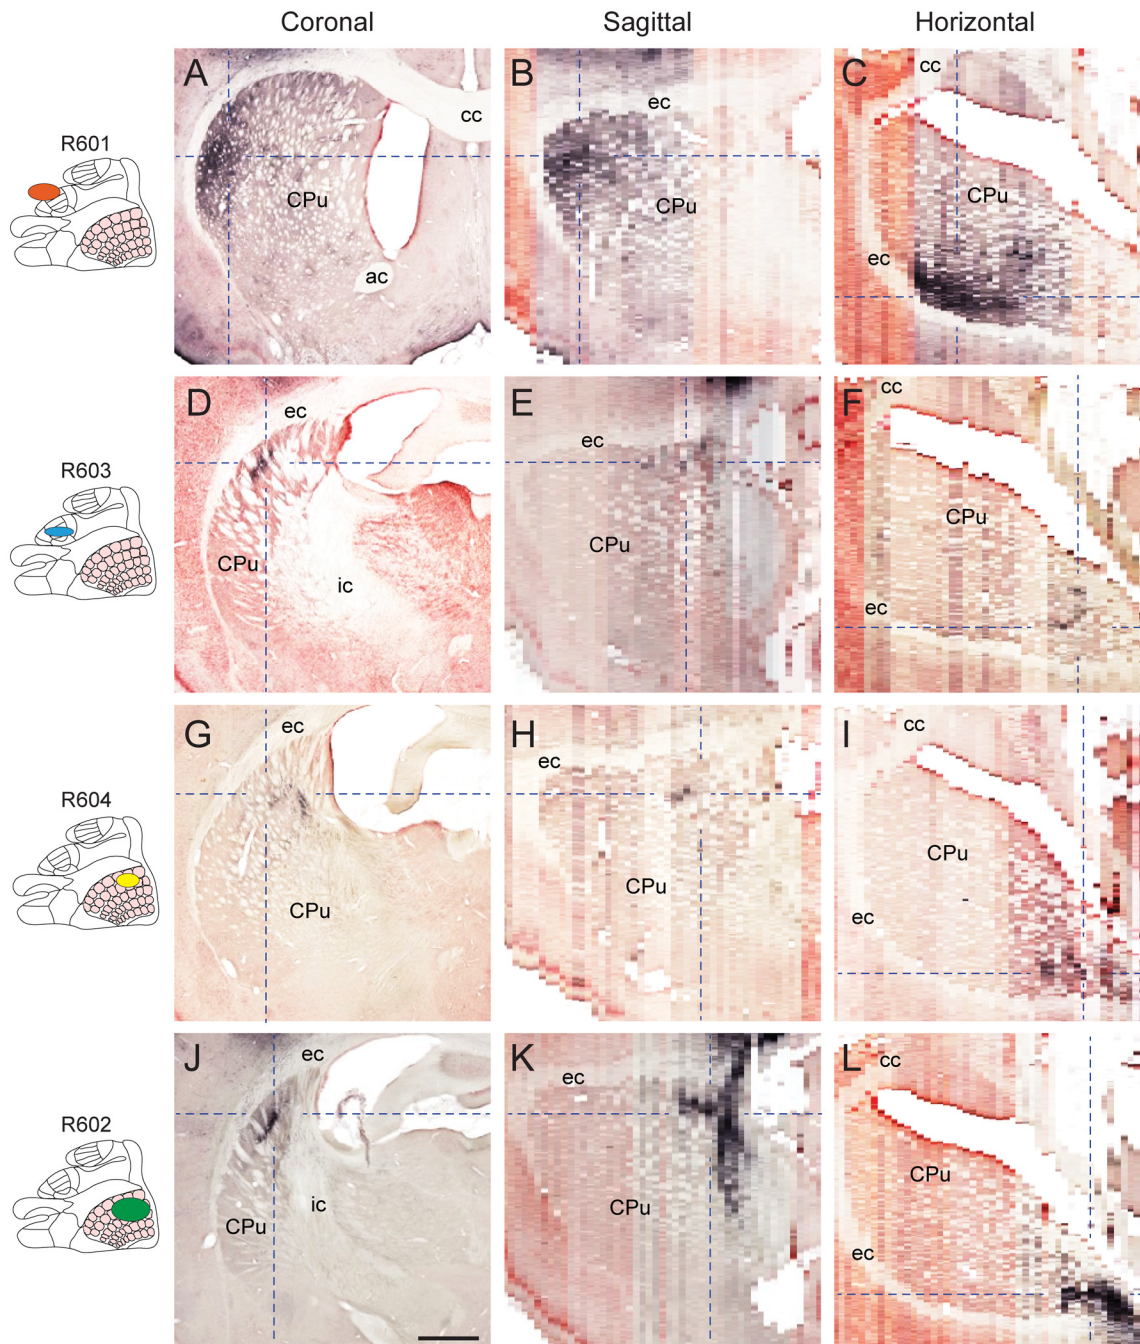 Coronal Sagittal Horizontal
A B C
cc ec cc
R601
CPu CPu CPu
ac ec
D E F
ec ec cc
R603
CPu CPu CPu
ic ec
G H I
ec ec cc
R604
CPu CPu CPu
ec
J K L
ec ec cc
R602
CPu CPu CPu
ic ec